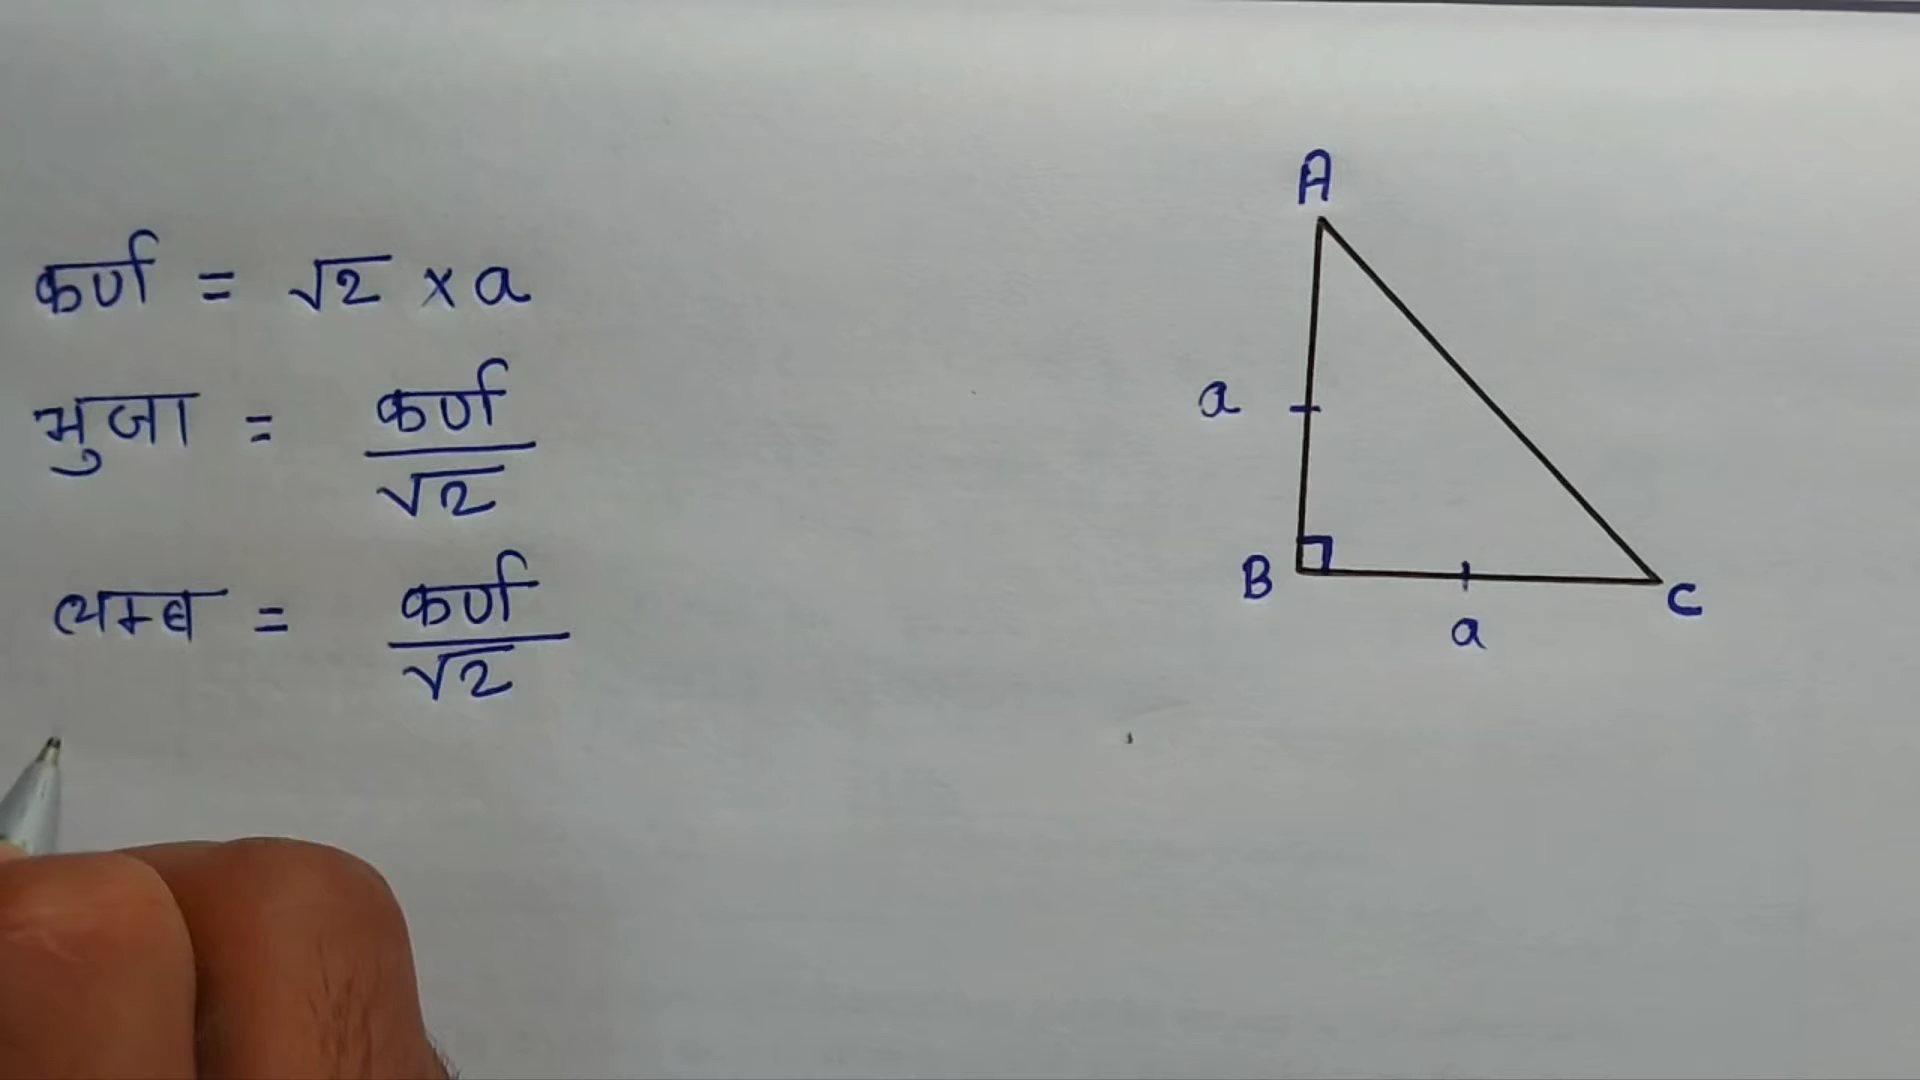 कर्ण = √2 × a
भुजा = कर्ण / √2
लम्ब = कर्ण / √2
A
a
B
C
a